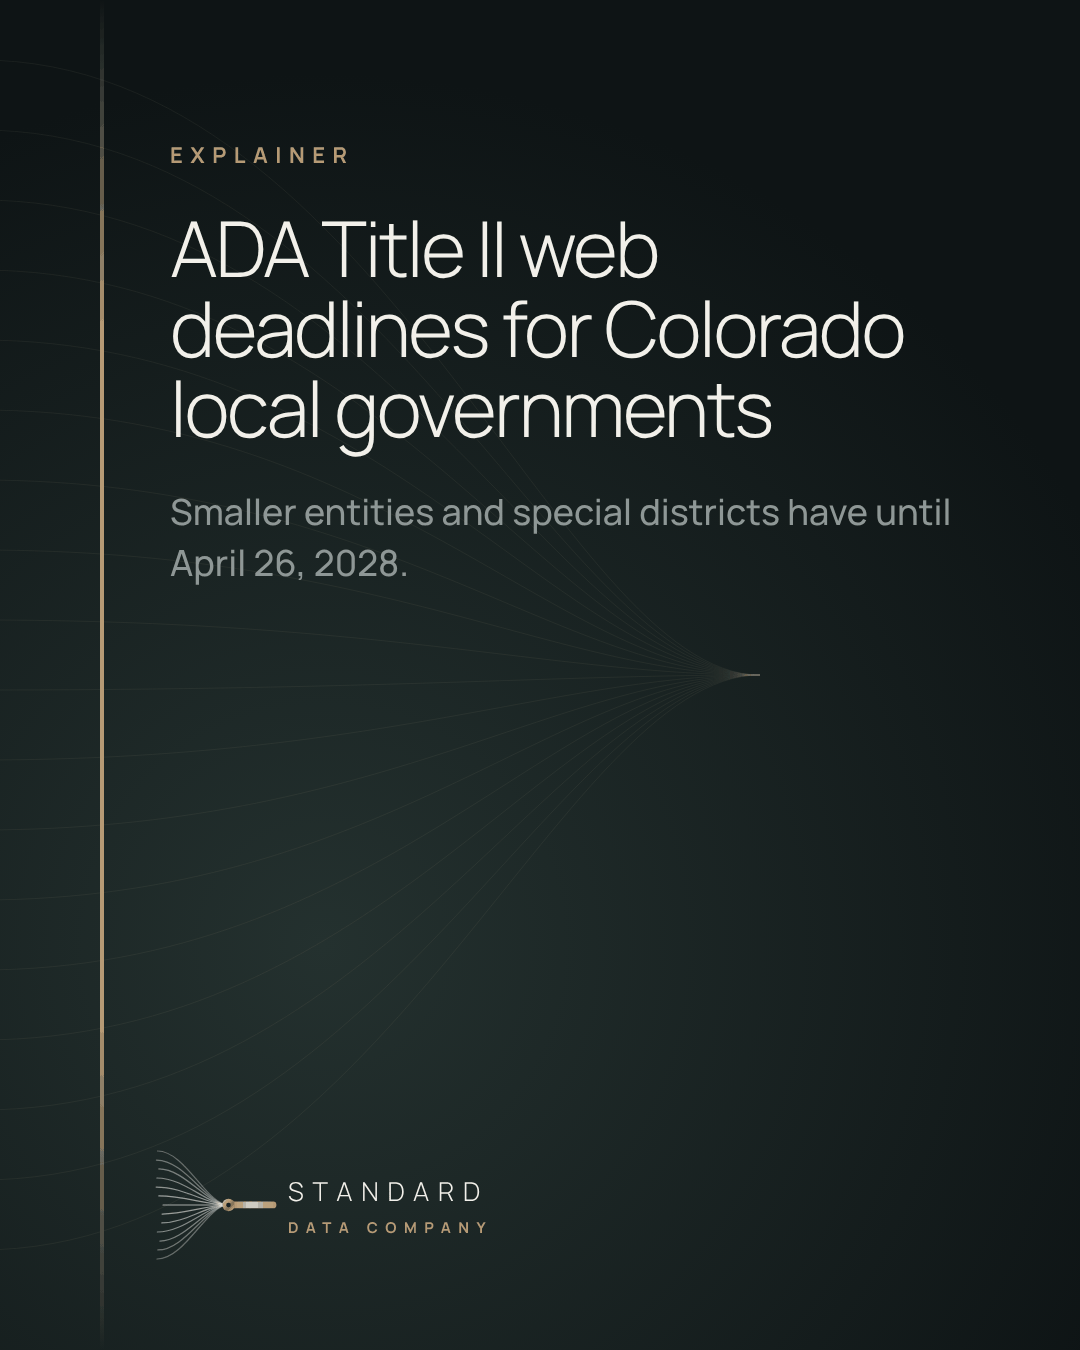 EXPLAINER
ADA Title II web
deadlines for Colorado
local governments
Smaller entities and special districts have until
April 26, 2028.
STANDARD
DATA COMPANY